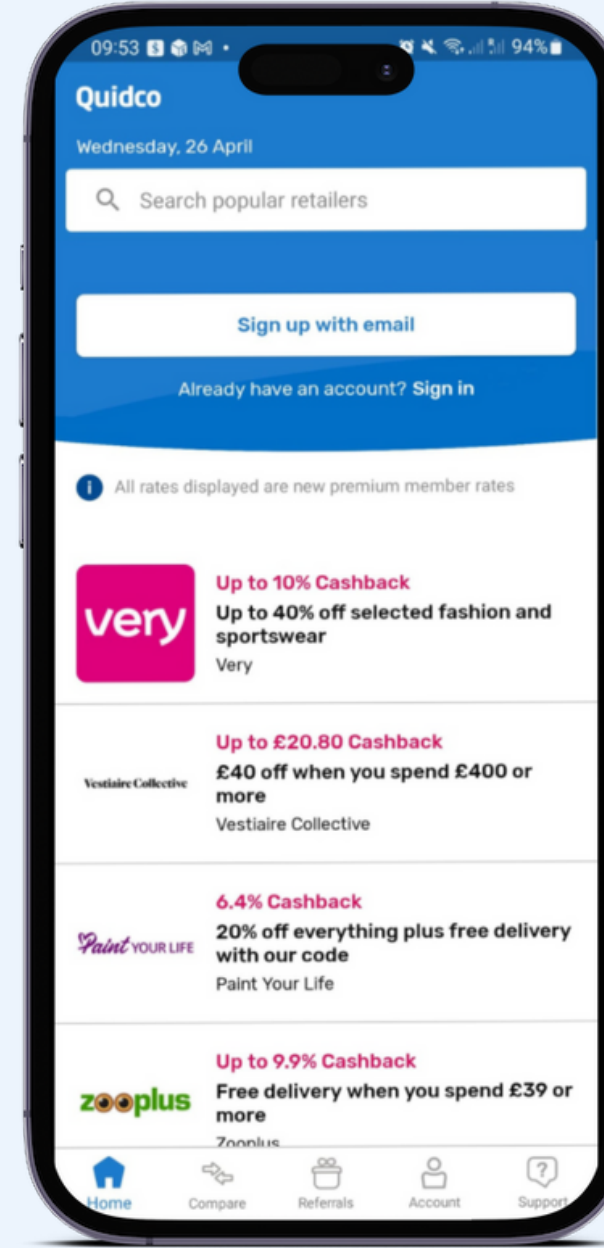 09:53
94%
Quidco
Wednesday, 26 April
Search popular retailers
Sign up with email
Already have an account? Sign in
All rates displayed are new premium member rates
very
Up to 10% Cashback
Up to 40% off selected fashion and
sportswear
Very
Vestiaire Collective
Up to £20.80 Cashback
£40 off when you spend £400 or
more
Vestiaire Collective
Paint YOUR LIFE
6.4% Cashback
20% off everything plus free delivery
with our code
Paint Your Life
zooplus
Up to 9.9% Cashback
Free delivery when you spend £39 or
more
Zooplus
Home
Compare
Referrals
Account
Support